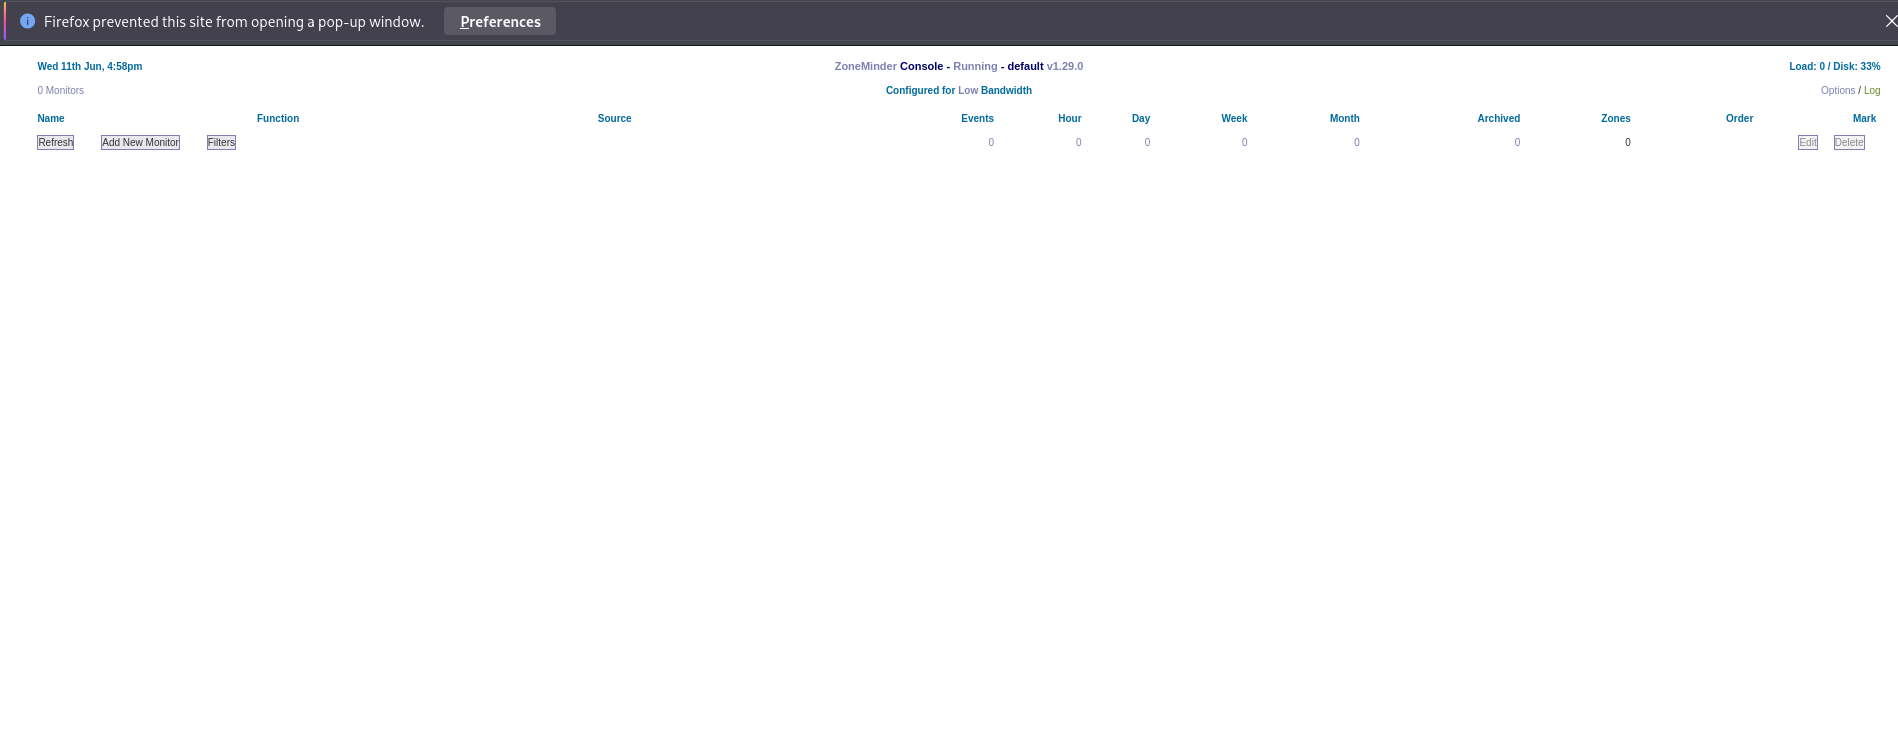 Firefox prevented this site from opening a pop-up window. Preferences
Wed 11th Jun, 4:58pm ZoneMinder Console - Running - default v1.29.0 Load: 0 / Disk: 33%
0 Monitors Configured for Low Bandwidth Options / Log
Name Function Source Events Hour Day Week Month Archived Zones Order Mark
Refresh Add New Monitor Filters 0 0 0 0 0 0 0 Edit Delete